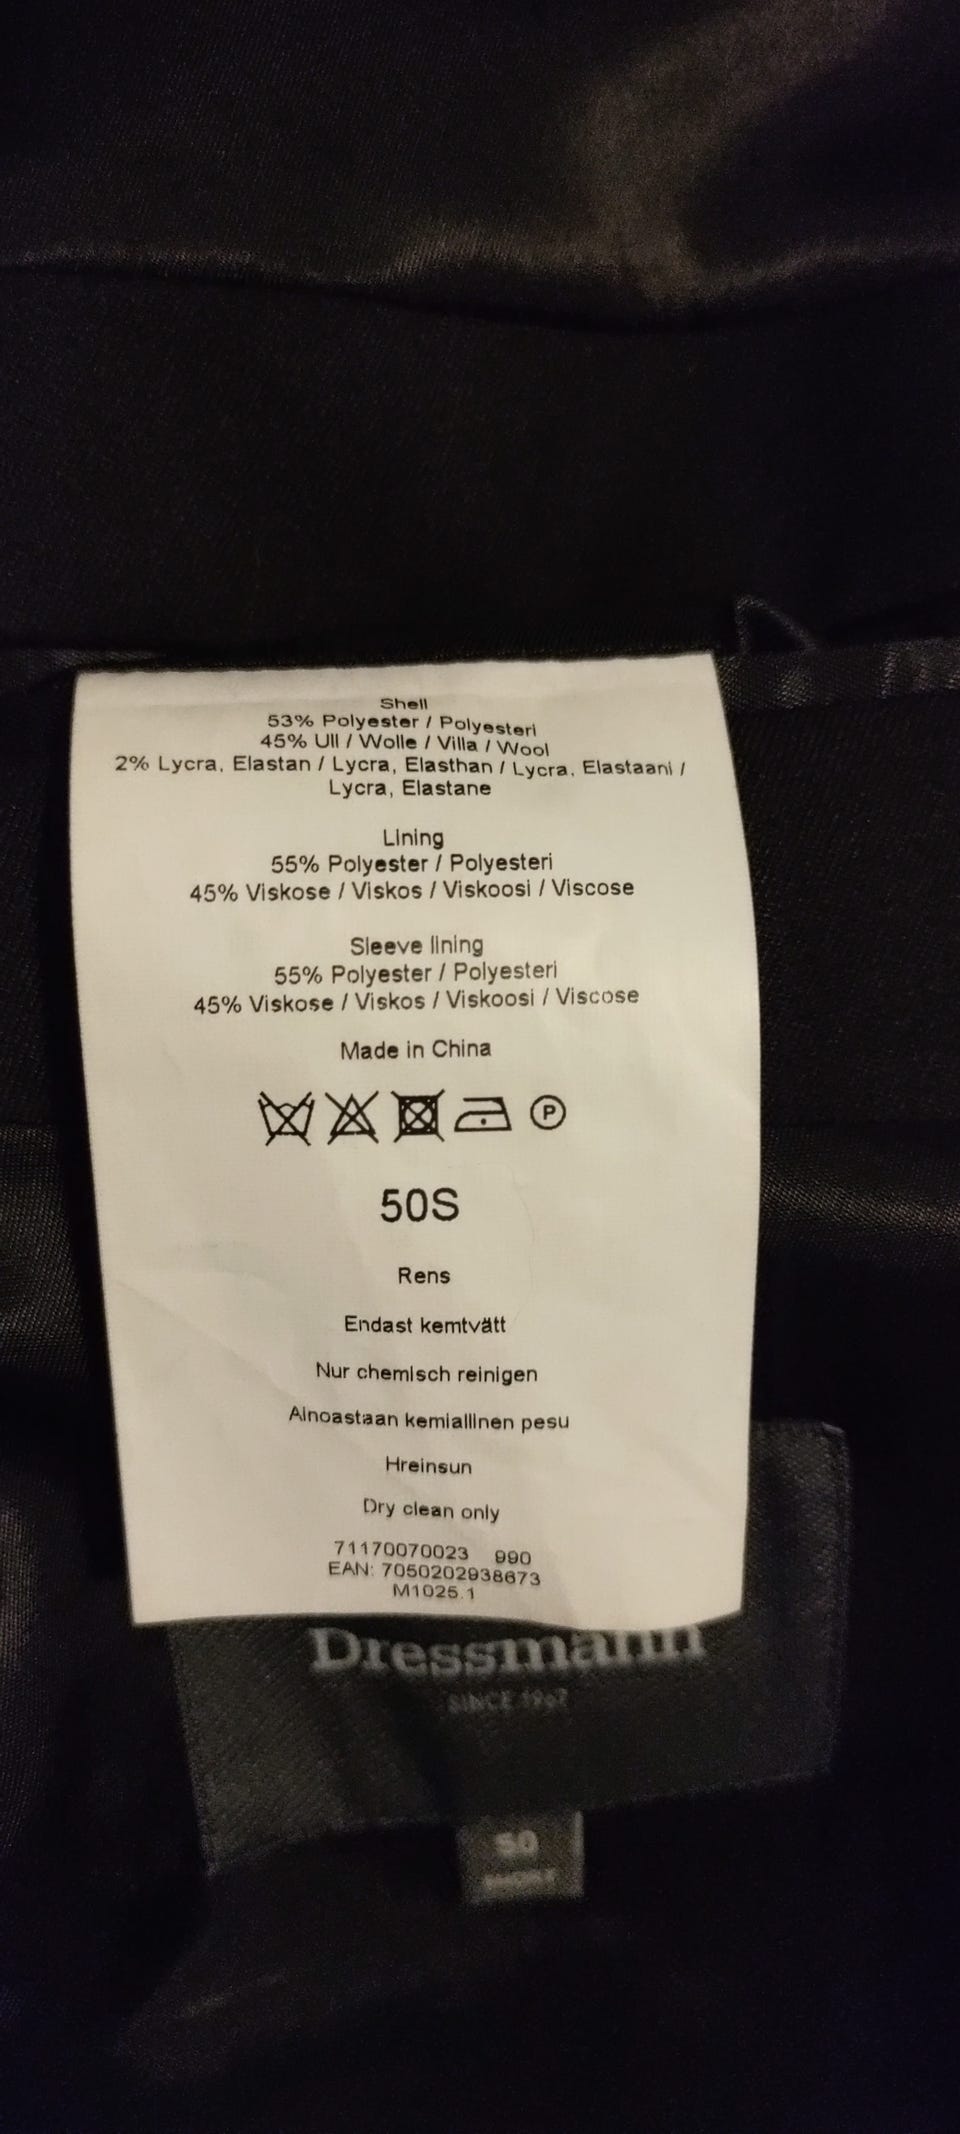 Shell
53% Polyester / Polyesteri
45% Ull / Wolle / Villa / Wool
2% Lycra, Elastan / Lycra, Elasthan / Lycra, Elastaani /
Lycra, Elastane
Lining
55% Polyester / Polyesteri
45% Viskose / Viskos / Viskoosi / Viscose
Sleeve lining
55% Polyester / Polyesteri
45% Viskose / Viskos / Viskoosi / Viscose
Made in China
P
50S
Rens
Endast kemtvätt
Nur chemisch reinigen
Ainoastaan kemiallinen pesu
Hreinsun
Dry clean only
71170070023 990
EAN: 7050202938673
M1025.1
Dressmann
SINCE 1967
50